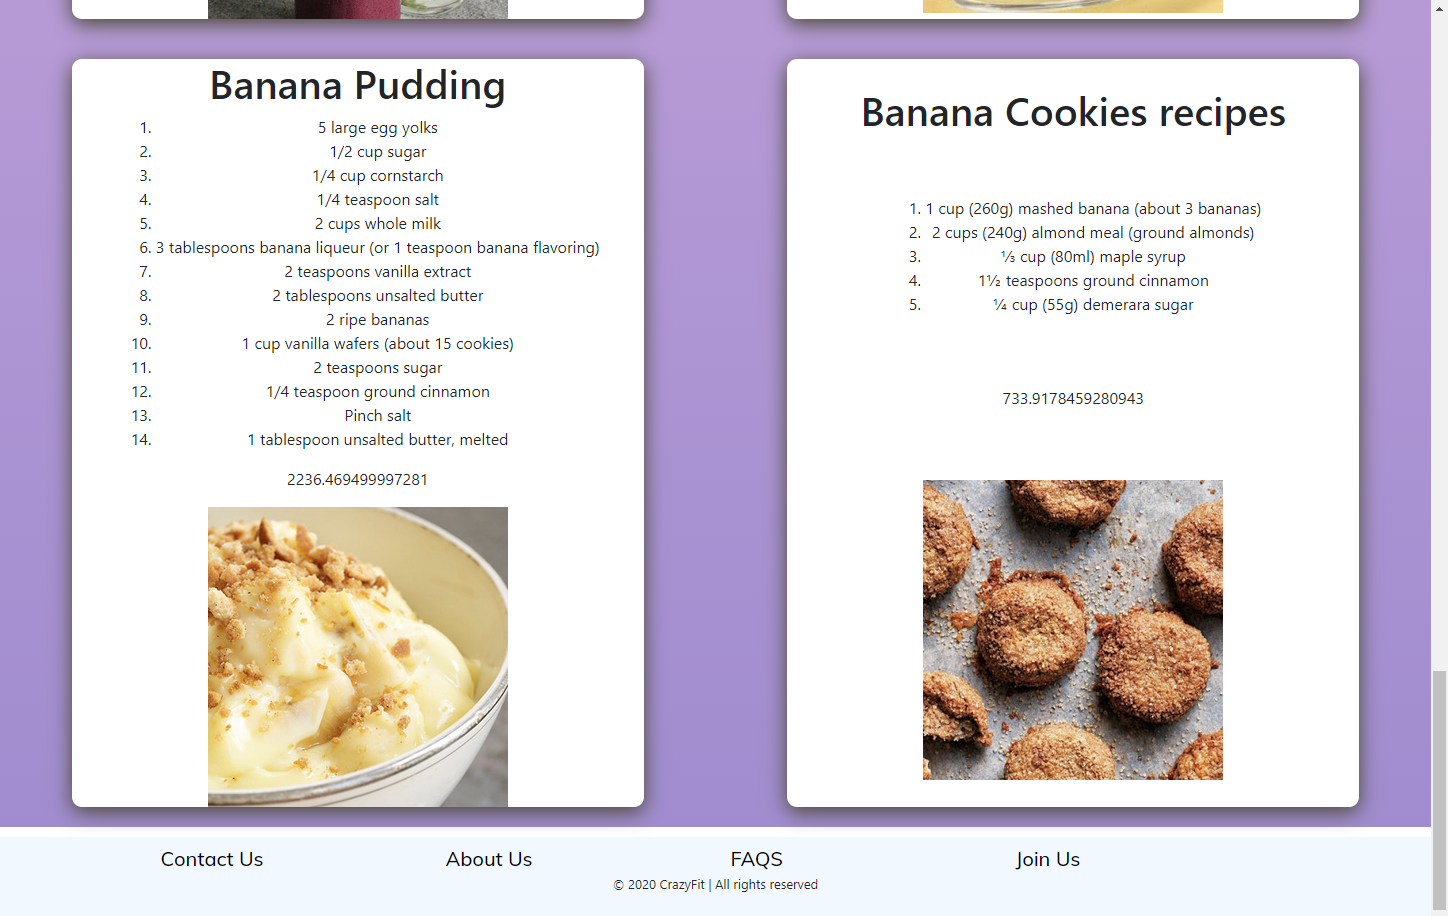 Banana Pudding
1. 5 large egg yolks
2. 1/2 cup sugar
3. 1/4 cup cornstarch
4. 1/4 teaspoon salt
5. 2 cups whole milk
6. 3 tablespoons banana liqueur (or 1 teaspoon banana flavoring)
7. 2 teaspoons vanilla extract
8. 2 tablespoons unsalted butter
9. 2 ripe bananas
10. 1 cup vanilla wafers (about 15 cookies)
11. 2 teaspoons sugar
12. 1/4 teaspoon ground cinnamon
13. Pinch salt
14. 1 tablespoon unsalted butter, melted
2236.469499997281
Banana Cookies recipes
1. 1 cup (260g) mashed banana (about 3 bananas)
2. 2 cups (240g) almond meal (ground almonds)
3. ⅓ cup (80ml) maple syrup
4. 1½ teaspoons ground cinnamon
5. ¼ cup (55g) demerara sugar
733.9178459280943
Contact Us
About Us
FAQS
Join Us
© 2020 CrazyFit | All rights reserved